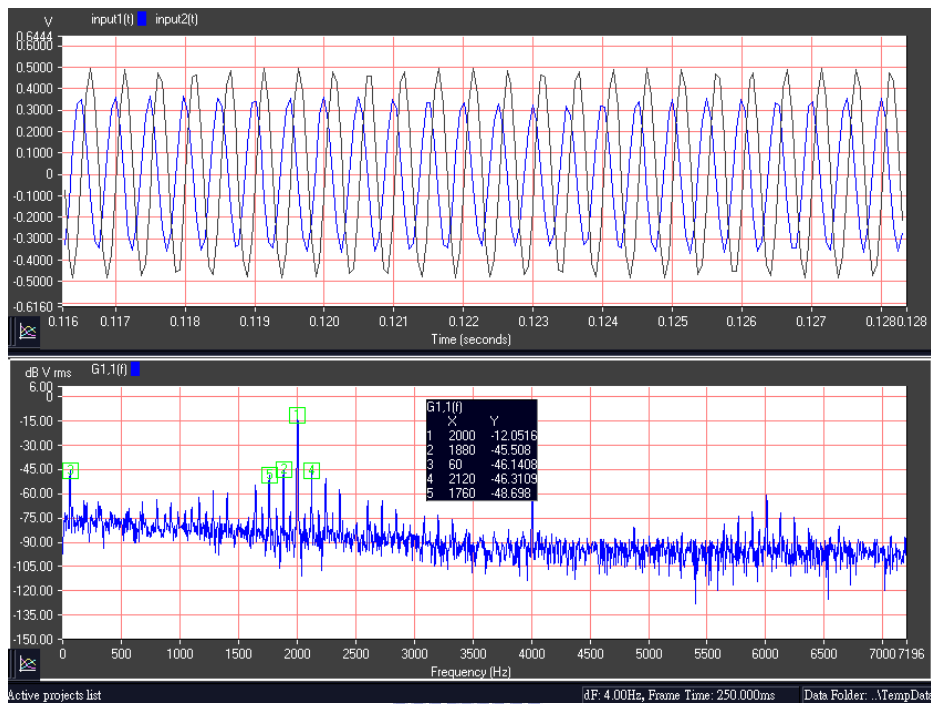 V input1(t) input2(t)
0.6444
0.6000
0.5000
0.4000
0.3000
0.2000
0.1000
0
-0.1000
-0.2000
-0.3000
-0.4000
-0.5000
-0.6160
0.116 0.117 0.118 0.119 0.120 0.121 0.122 0.123 0.124 0.125 0.126 0.127 0.128 0.128
Time (seconds)
dB V rms G1,1(f)
6.00
0
-15.00
-30.00
-45.00
-60.00
-75.00
-90.00
-105.00
-120.00
-135.00
-150.00
G1,1(f)
X Y
1 2000 -12.0516
2 1880 -45.508
3 60 -46.1408
4 2120 -46.3109
5 1760 -48.698
3 5 2 1 4
0 500 1000 1500 2000 2500 3000 3500 4000 4500 5000 5500 6000 6500 7000 7196
Frequency (Hz)
Active projects list dF: 4.00Hz, Frame Time: 250.000ms Data Folder: ..\TempData